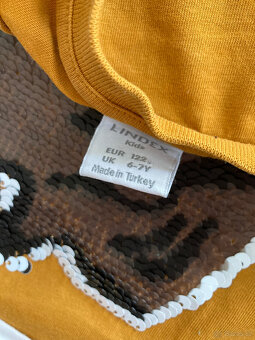 LINDEX
Kids
EUR 122
UK 6-7Y
Made in Turkey